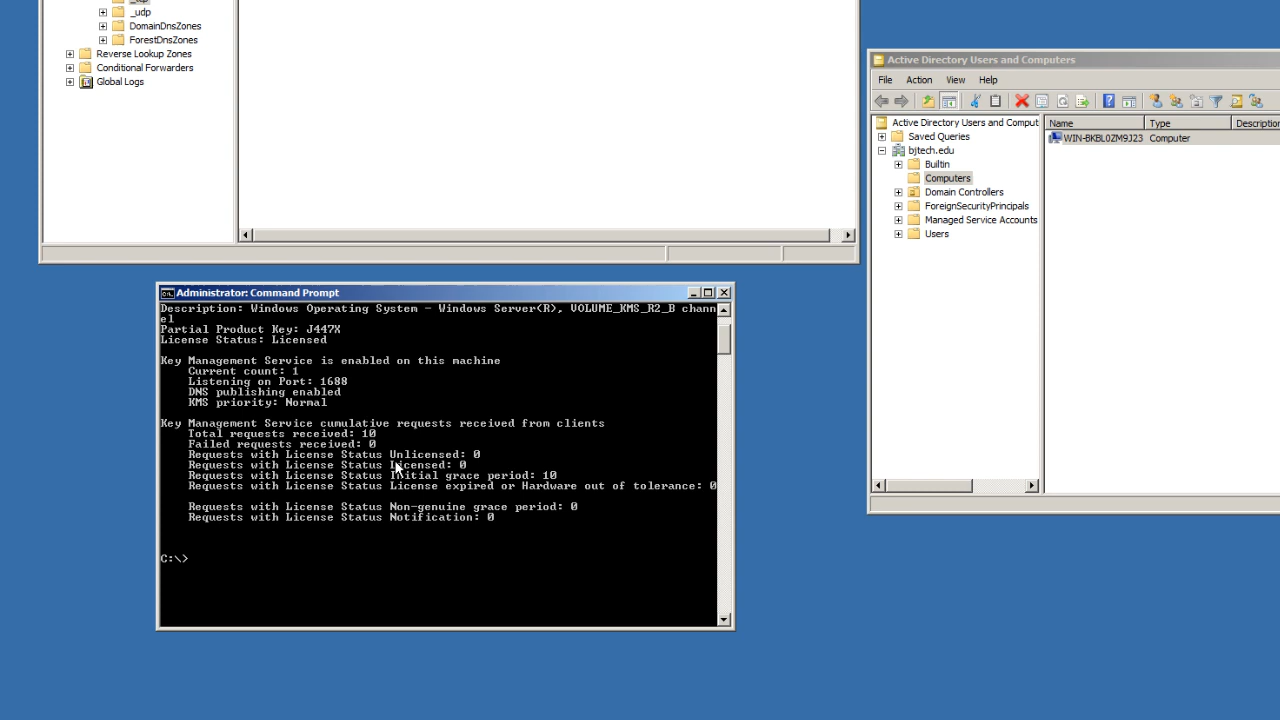 _udp
DomainDnsZones
ForestDnsZones
Reverse Lookup Zones
Conditional Forwarders
Global Logs
Active Directory Users and Computers
File Action View Help
Active Directory Users and Comput
Saved Queries
bjtech.edu
Builtin
Computers
Domain Controllers
ForeignSecurityPrincipals
Managed Service Accounts
Users
Name Type Description
WIN-BKBL0ZM9J23 Computer
Administrator: Command Prompt
Description: Windows Operating System - Windows Server(R), VOLUME_KMS_R2_B chann
el
Partial Product Key: J447X
License Status: Licensed
Key Management Service is enabled on this machine
Current count: 1
Listening on Port: 1688
DNS publishing enabled
KMS priority: Normal
Key Management Service cumulative requests received from clients
Total requests received: 10
Failed requests received: 0
Requests with License Status Unlicensed: 0
Requests with License Status Licensed: 0
Requests with License Status Initial grace period: 10
Requests with License Status License expired or Hardware out of tolerance: 0
Requests with License Status Non-genuine grace period: 0
Requests with License Status Notification: 0
C:\>